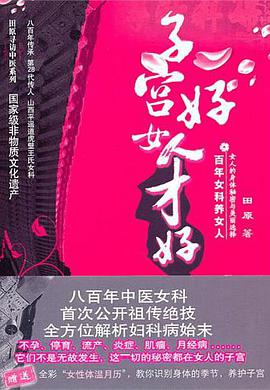 田原寻访中医系列
八百年传承 第28代传人 山西平遥道虎壁王氏女科
国家级非物质文化遗产
子宫好
女人才好
百年女科养女人
女人的身体秘密与美丽选择
田原 著
八百年中医女科
首次公开祖传绝技
全方位解析妇科病始末
不孕、停育、流产、炎症、肌瘤、月经病……
它们不是无故发生,这一切的秘密都在女人的子宫
赠送
全彩“女性体温月历”,教你识别身体的季节,养护子宫